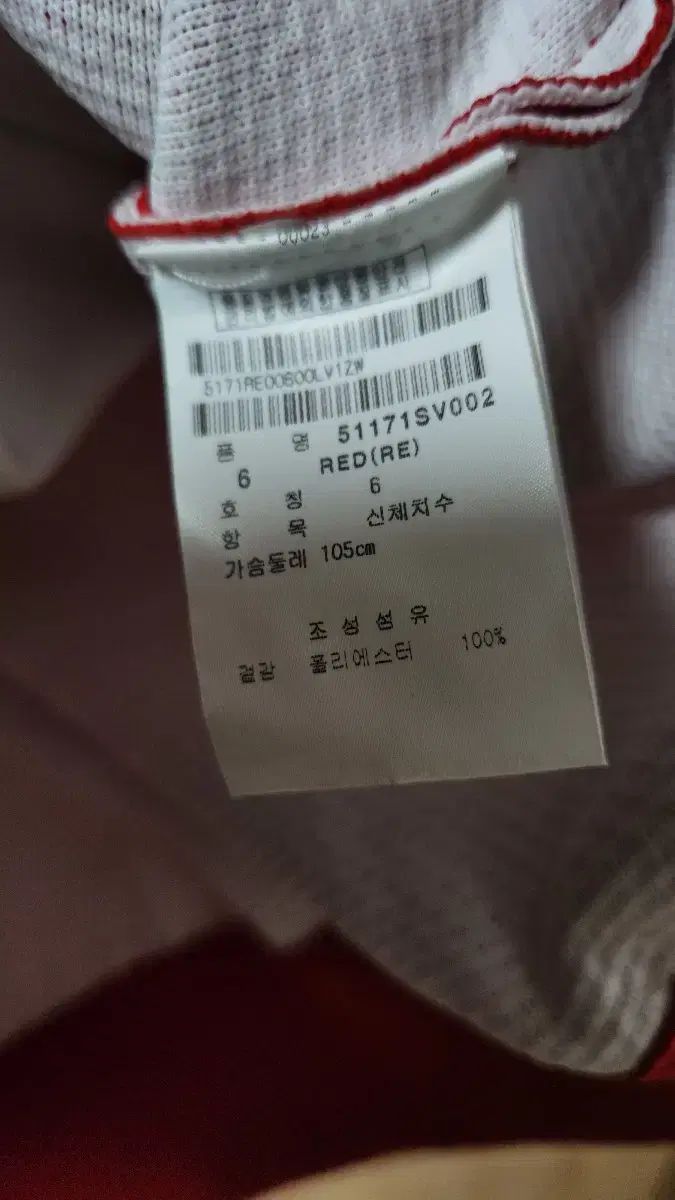 00023
5171RE00600LV1ZW
품 명 51171SV002
6 RED(RE)
호 칭 6
항 목 신체치수
가슴둘레 105cm
조 성 섬 유
겉감 폴리에스터 100%